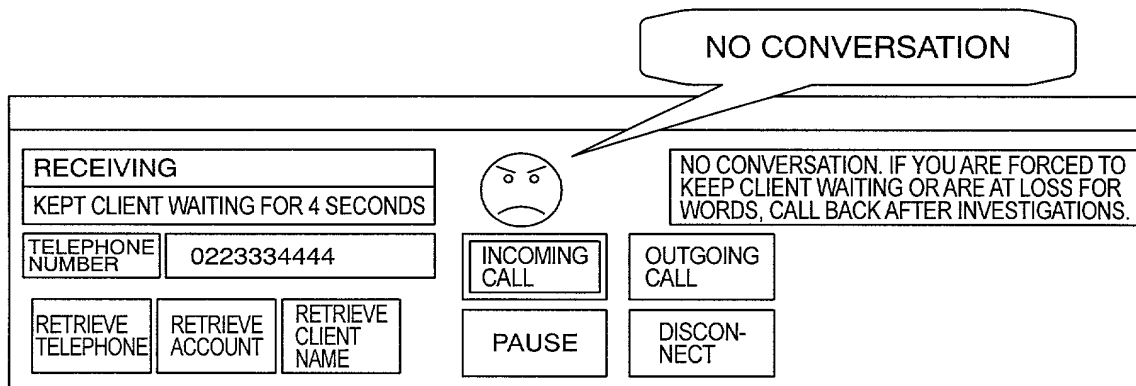 NO CONVERSATION
RECEIVING
KEPT CLIENT WAITING FOR 4 SECONDS
NO CONVERSATION. IF YOU ARE FORCED TO
KEEP CLIENT WAITING OR ARE AT LOSS FOR
WORDS, CALL BACK AFTER INVESTIGATIONS.
TELEPHONE
NUMBER
0223334444
INCOMING
CALL
OUTGOING
CALL
RETRIEVE
TELEPHONE
RETRIEVE
ACCOUNT
RETRIEVE
CLIENT
NAME
PAUSE
DISCON-
NECT